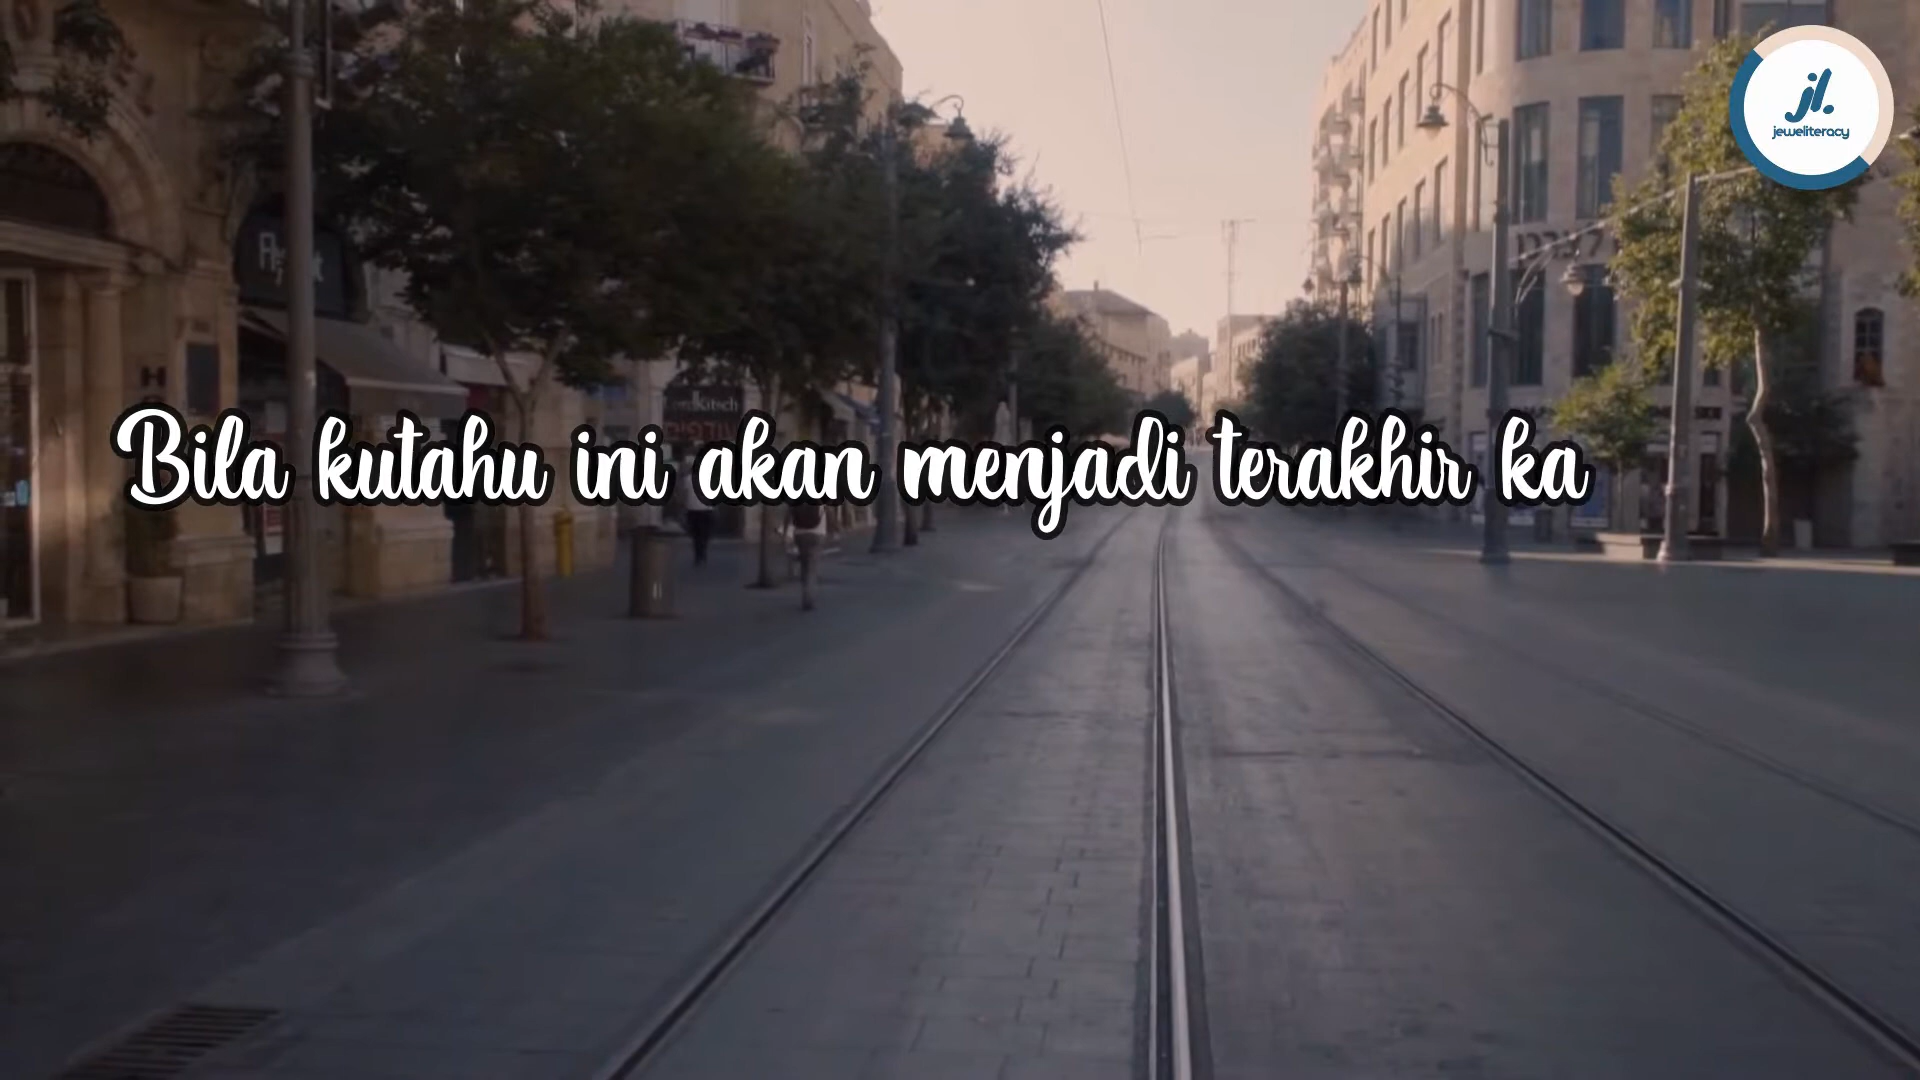 jl.
jeweliteracy
Bila kutahu ini akan menjadi terakhir ka